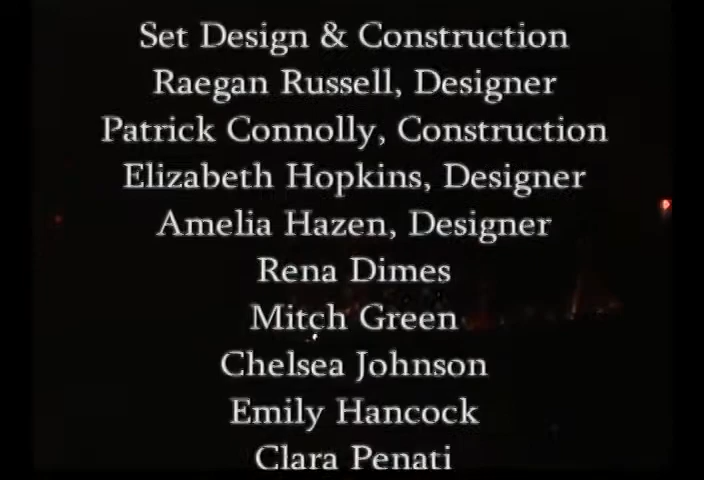 Set Design & Construction
Raegan Russell, Designer
Patrick Connolly, Construction
Elizabeth Hopkins, Designer
Amelia Hazen, Designer
Rena Dimes
Mitch Green
Chelsea Johnson
Emily Hancock
Clara Penati